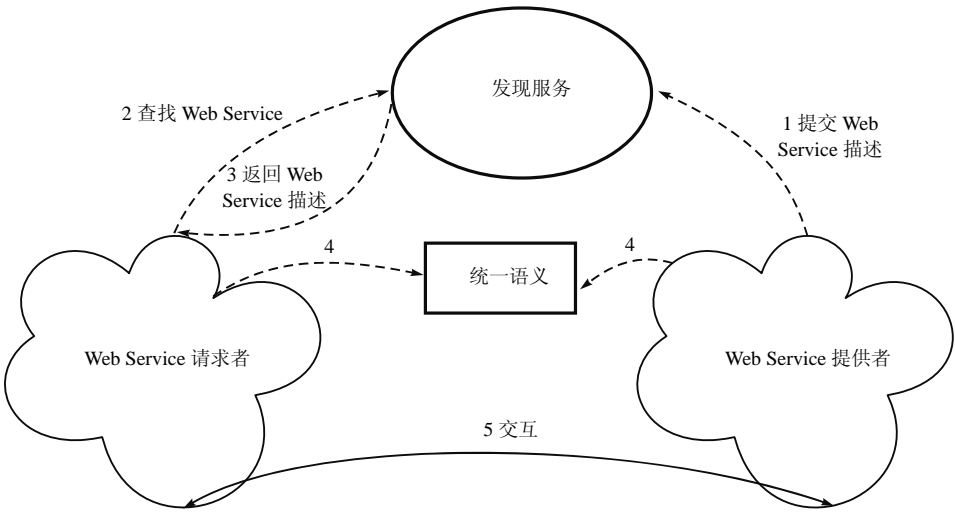 发现服务
2 查找 Web Service
1 提交 Web
Service 描述
3 返回 Web
Service 描述
4
4
统一语义
Web Service 请求者
Web Service 提供者
5 交互